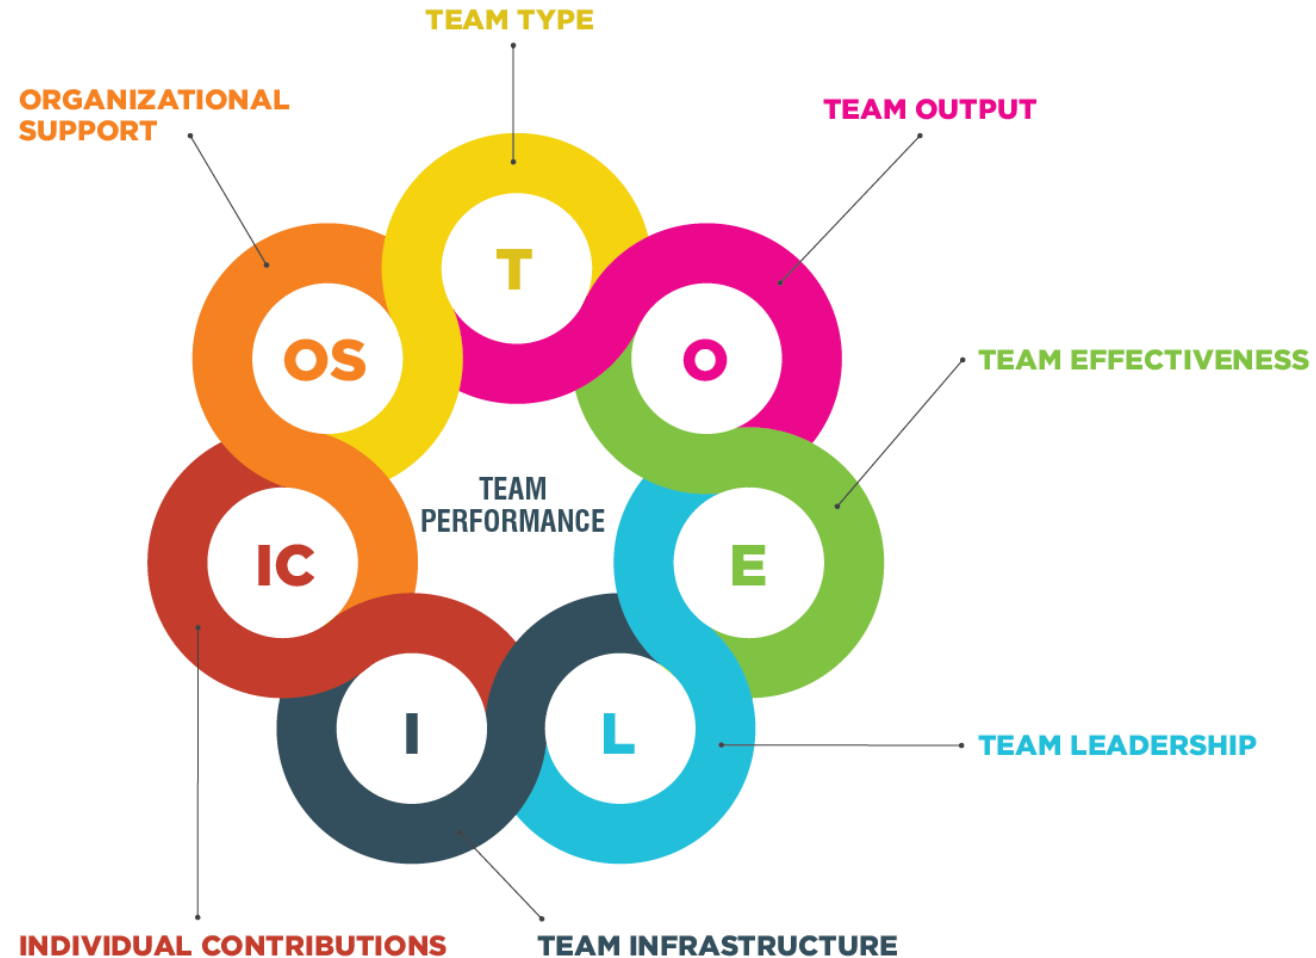 TEAM TYPE
ORGANIZATIONAL
SUPPORT
TEAM OUTPUT
T
OS
O
TEAM EFFECTIVENESS
TEAM
PERFORMANCE
IC
E
I
L
TEAM LEADERSHIP
INDIVIDUAL CONTRIBUTIONS
TEAM INFRASTRUCTURE